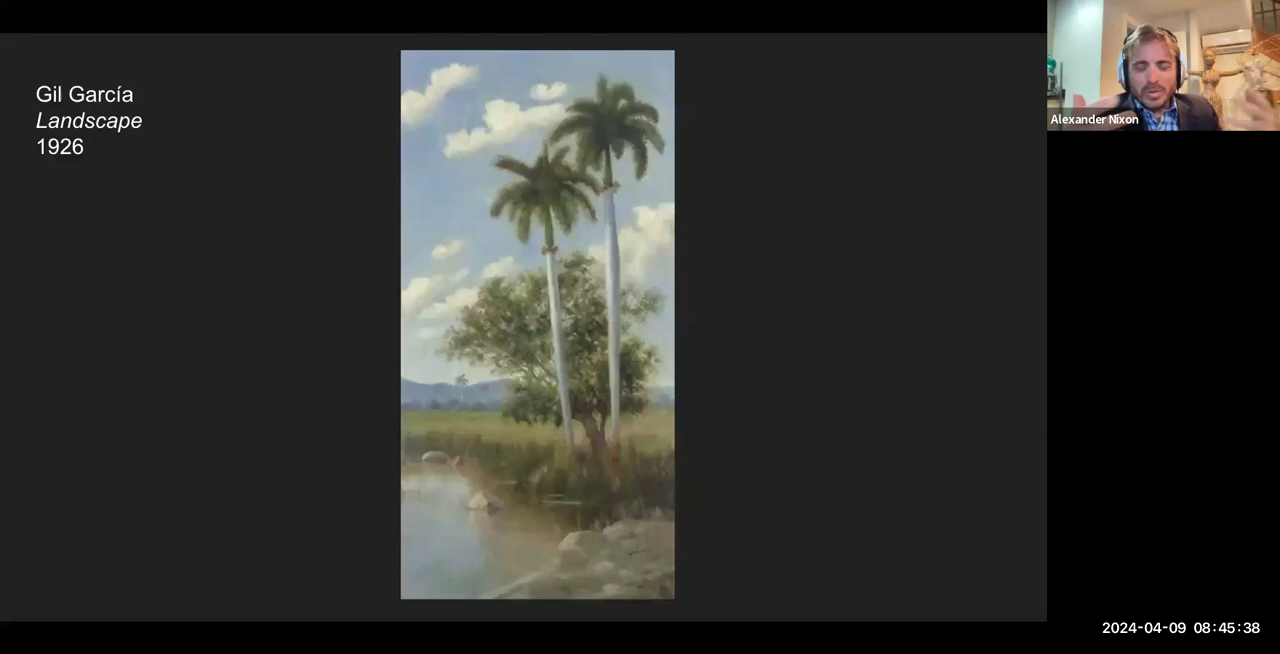 Gil García
Landscape
1926
Alexander Nixon
2024-04-09 08:45:38